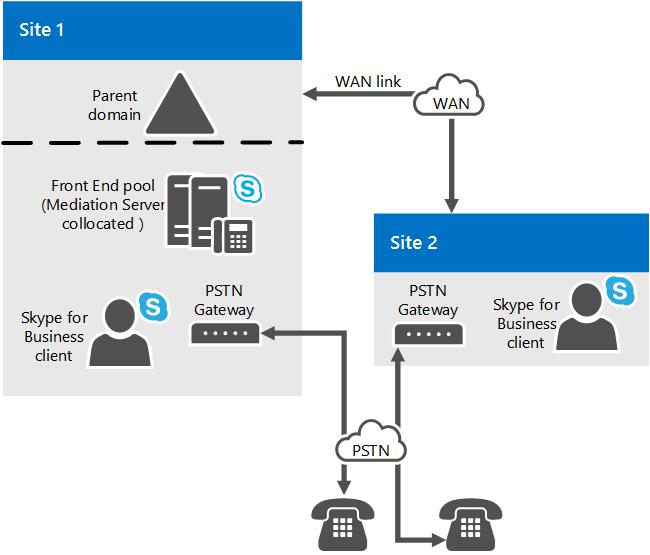 Site 1
Parent
domain
WAN link
WAN
Front End pool
(Mediation Server
collocated )
S
Site 2
PSTN
Gateway
S
Skype for
Business
client
PSTN
Gateway
S
Skype for
Business
client
PSTN